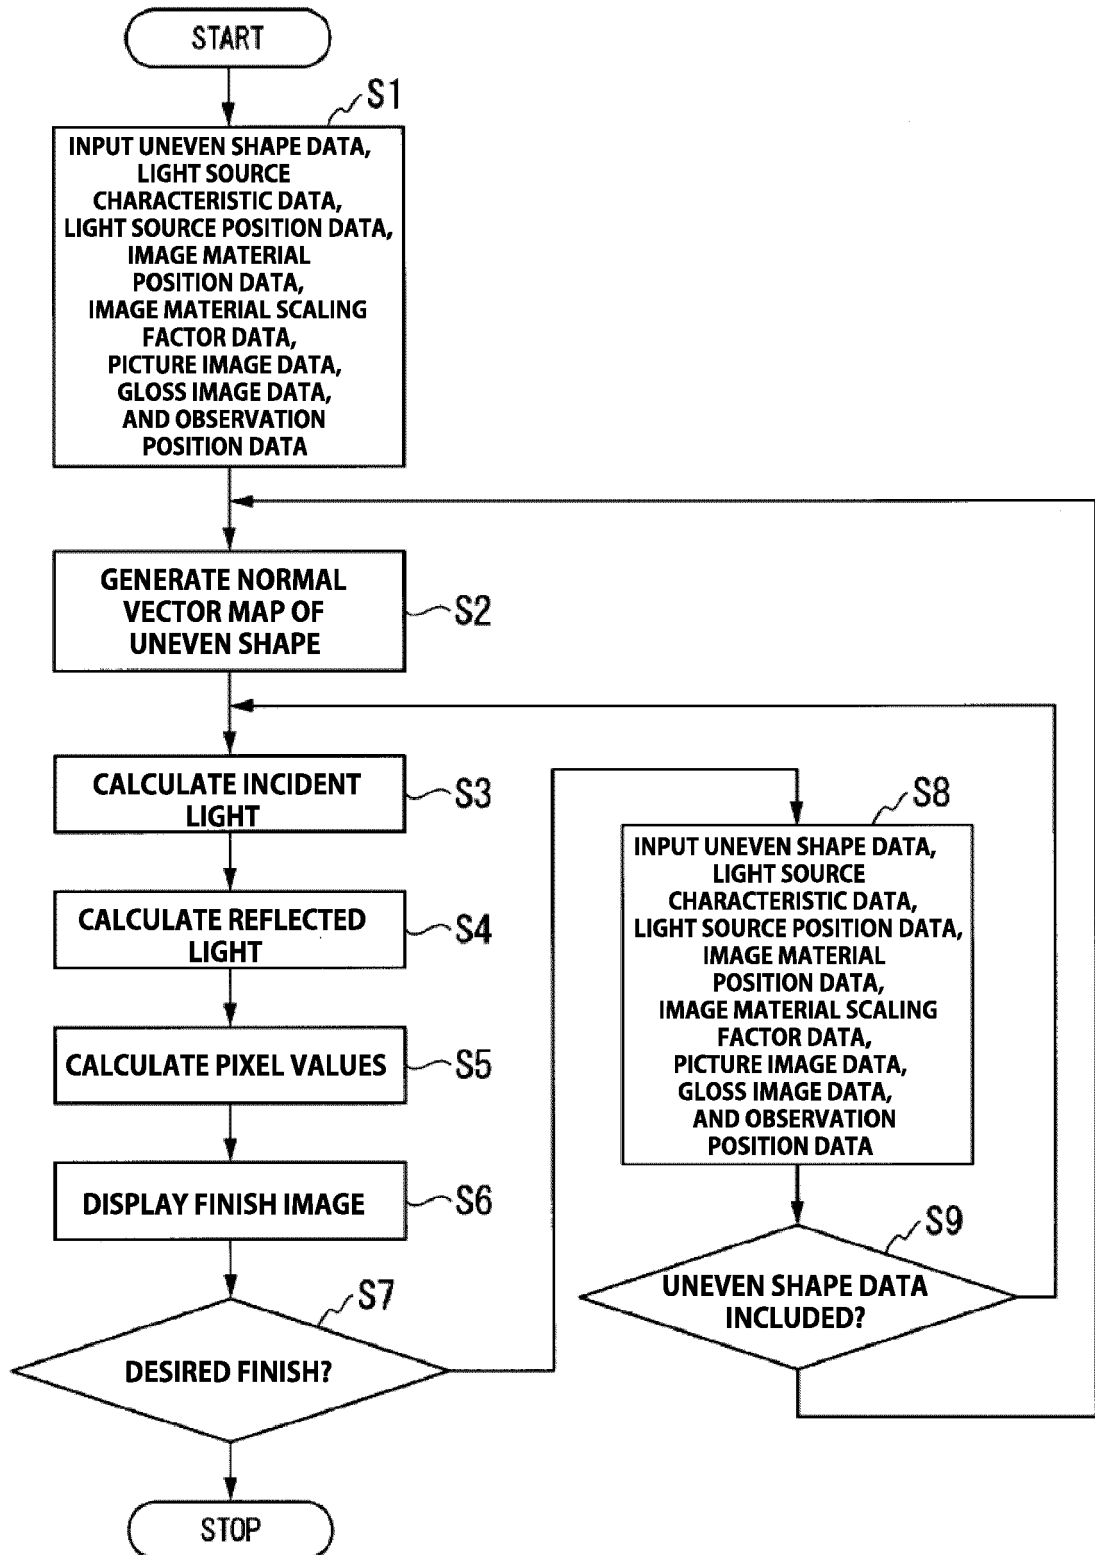 START
S1
INPUT UNEVEN SHAPE DATA,
LIGHT SOURCE
CHARACTERISTIC DATA,
LIGHT SOURCE POSITION DATA,
IMAGE MATERIAL
POSITION DATA,
IMAGE MATERIAL SCALING
FACTOR DATA,
PICTURE IMAGE DATA,
GLOSS IMAGE DATA,
AND OBSERVATION
POSITION DATA
GENERATE NORMAL
VECTOR MAP OF
UNEVEN SHAPE
S2
CALCULATE INCIDENT
LIGHT
S3
CALCULATE REFLECTED
LIGHT
S4
CALCULATE PIXEL VALUES
S5
DISPLAY FINISH IMAGE
S6
S7
DESIRED FINISH?
STOP
S8
INPUT UNEVEN SHAPE DATA,
LIGHT SOURCE
CHARACTERISTIC DATA,
LIGHT SOURCE POSITION DATA,
IMAGE MATERIAL
POSITION DATA,
IMAGE MATERIAL SCALING
FACTOR DATA,
PICTURE IMAGE DATA,
GLOSS IMAGE DATA,
AND OBSERVATION
POSITION DATA
S9
UNEVEN SHAPE DATA
INCLUDED?